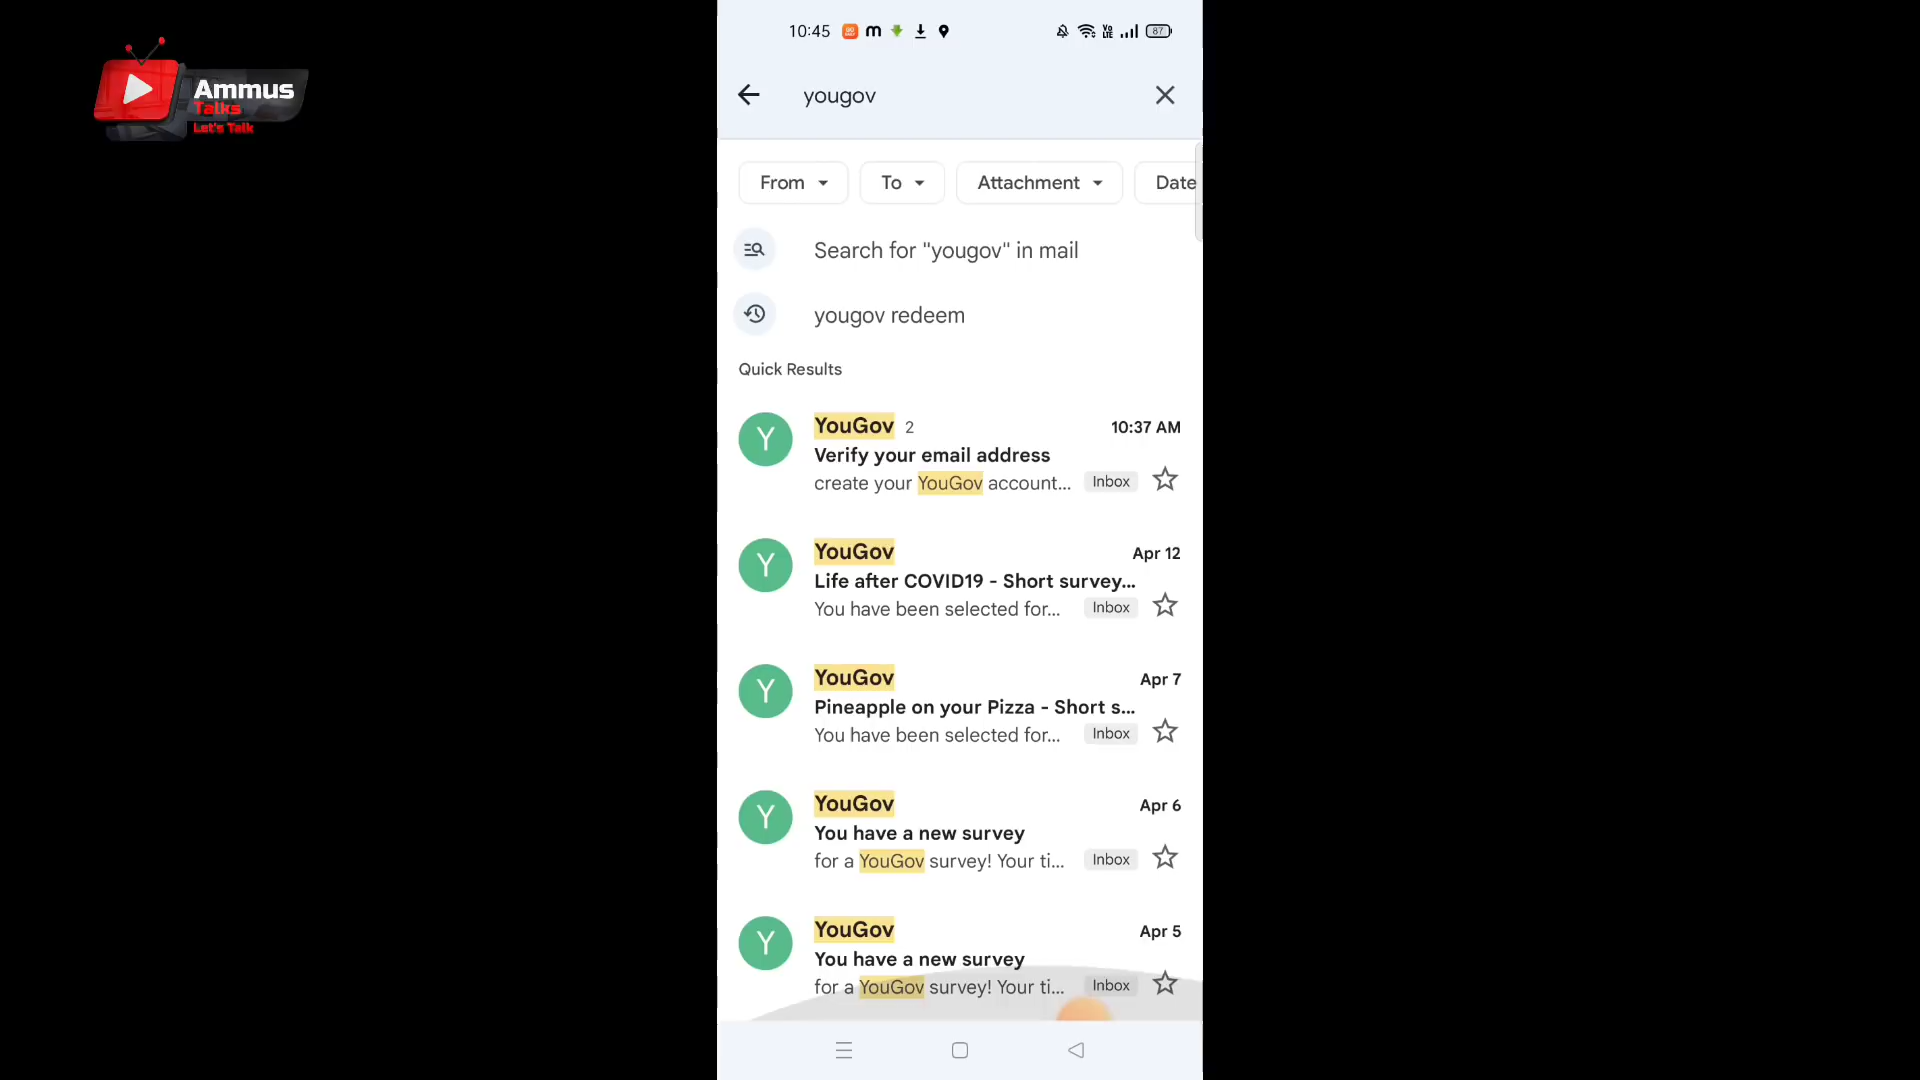 Ammus
Talks
Let's Talk
10:45
87
yougov
From
To
Attachment
Date
Search for "yougov" in mail
yougov redeem
Quick Results
Y
YouGov 2
10:37 AM
Verify your email address
create your YouGov account...
Inbox
Y
YouGov
Apr 12
Life after COVID19 - Short survey...
You have been selected for...
Inbox
Y
YouGov
Apr 7
Pineapple on your Pizza - Short s...
You have been selected for...
Inbox
Y
YouGov
Apr 6
You have a new survey
for a YouGov survey! Your ti...
Inbox
Y
YouGov
Apr 5
You have a new survey
for a YouGov survey! Your ti...
Inbox